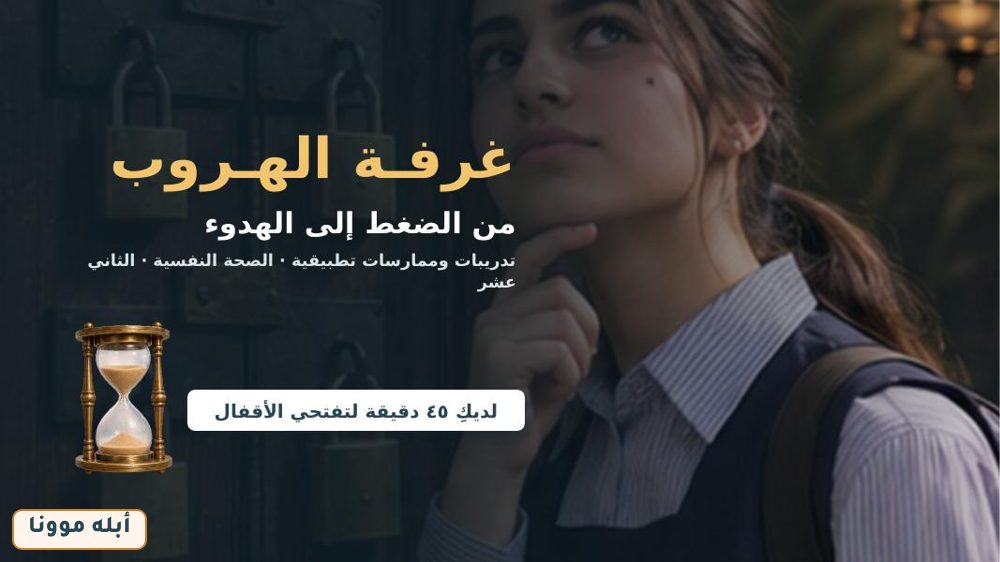 غرفـة الهـروب
من الضغط إلى الهدوء
تدريبات وممارسات تطبيقية · الصحة النفسية · الثاني
عشر
لديكِ ٤٥ دقيقة لتفتحي الأقفال
أبله موونا